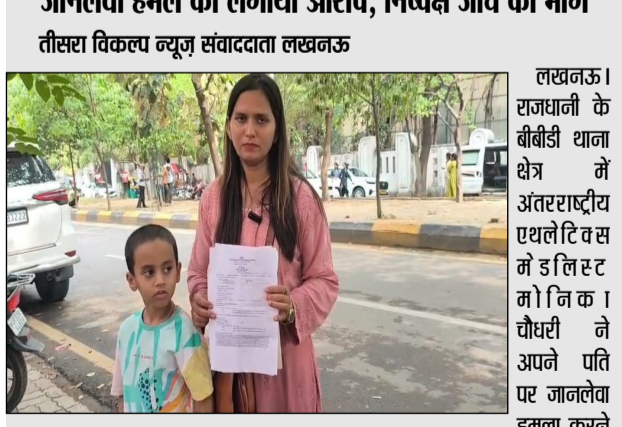 जानलेवा हमले का लगाया आरोप, निष्पक्ष जांच की मांग
तीसरा विकल्प न्यूज़ संवाददाता लखनऊ
लखनऊ।
राजधानी के
बीबीडी थाना
क्षेत्र में
अंतरराष्ट्रीय
एथलेटिक्स
मेडलिस्ट
मोनिका
चौधरी ने
अपने पति
पर जानलेवा
हमला करने